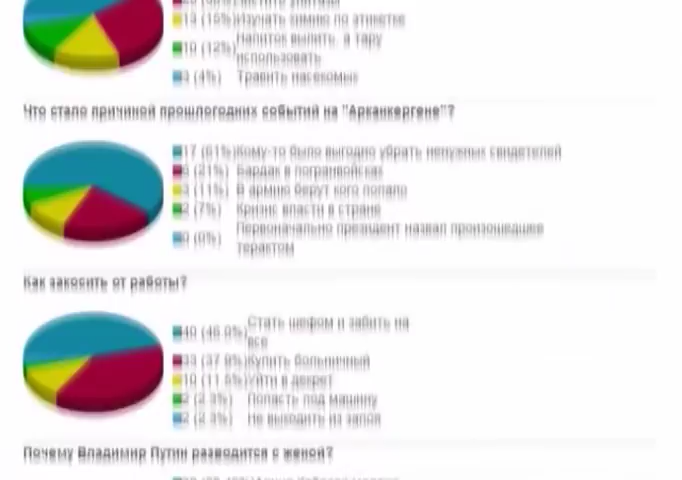 13 (15%) Изучать химию по этикетке
10 (12%) Напиток вылить, а тару
использовать
3 (4%) Травить насекомых
Что стало причиной прошлогодних событий на "Арканкергене"?
17 (61%) Кому-то было выгодно убрать ненужных свидетелей
6 (21%) Бардак в погранвойсках
3 (11%) В армию берут кого попало
2 (7%) Кризис власти в стране
0 (0%) Первоначально президент назвал произошедшее
терактом
Как закосить от работы?
40 (46.0%) Стать шефом и забить на
все
33 (37.9%) Купить больничный
10 (11.5%) Уйти в декрет
2 (2.3%) Попасть под машину
2 (2.3%) Не выходить из запоя
Почему Владимир Путин разводится с женой?